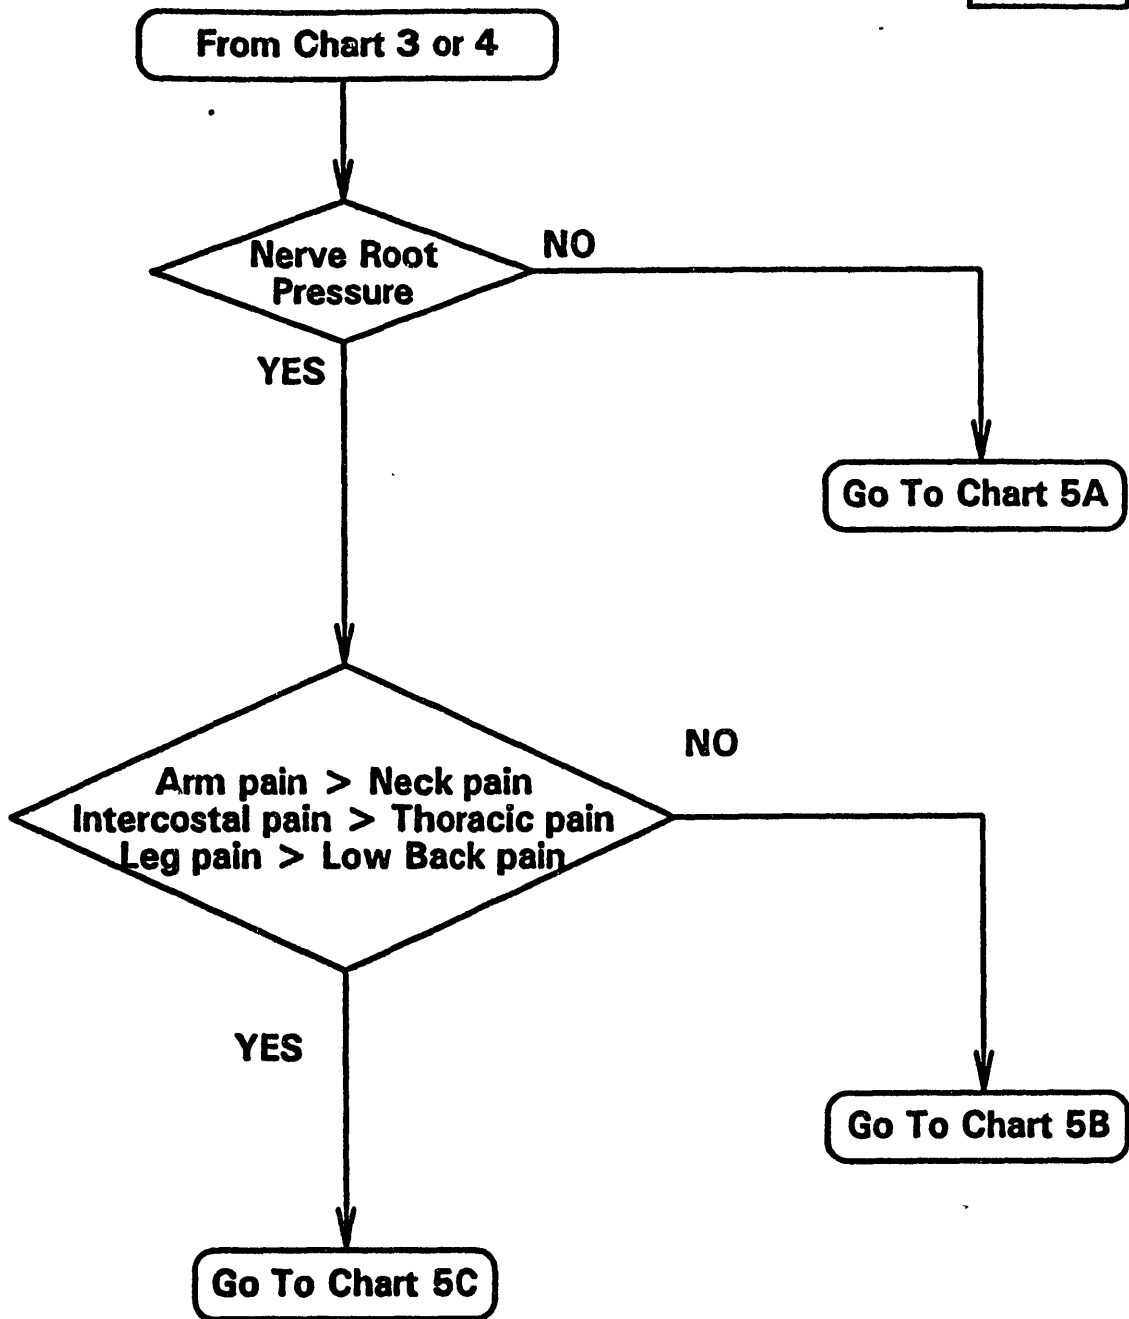 From Chart 3 or 4
Nerve Root
Pressure
NO
YES
Go To Chart 5A
Arm pain > Neck pain
Intercostal pain > Thoracic pain
Leg pain > Low Back pain
NO
YES
Go To Chart 5B
Go To Chart 5C